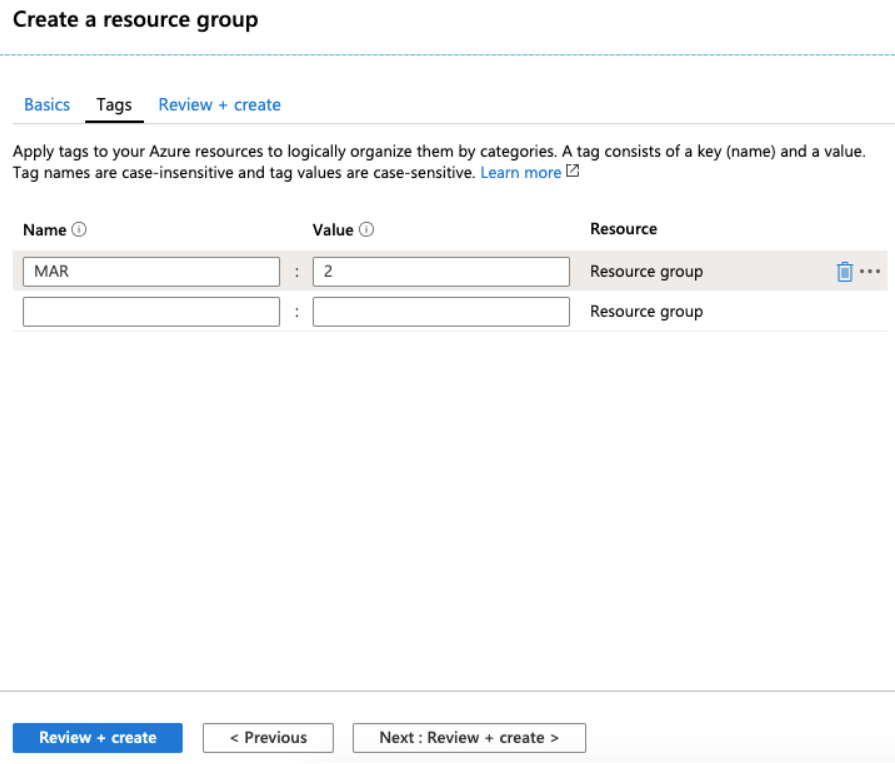 Create a resource group
Basics Tags Review + create
Apply tags to your Azure resources to logically organize them by categories. A tag consists of a key (name) and a value.
Tag names are case-insensitive and tag values are case-sensitive. Learn more
Name Value Resource
MAR : 2 Resource group
: Resource group
Review + create < Previous Next : Review + create >